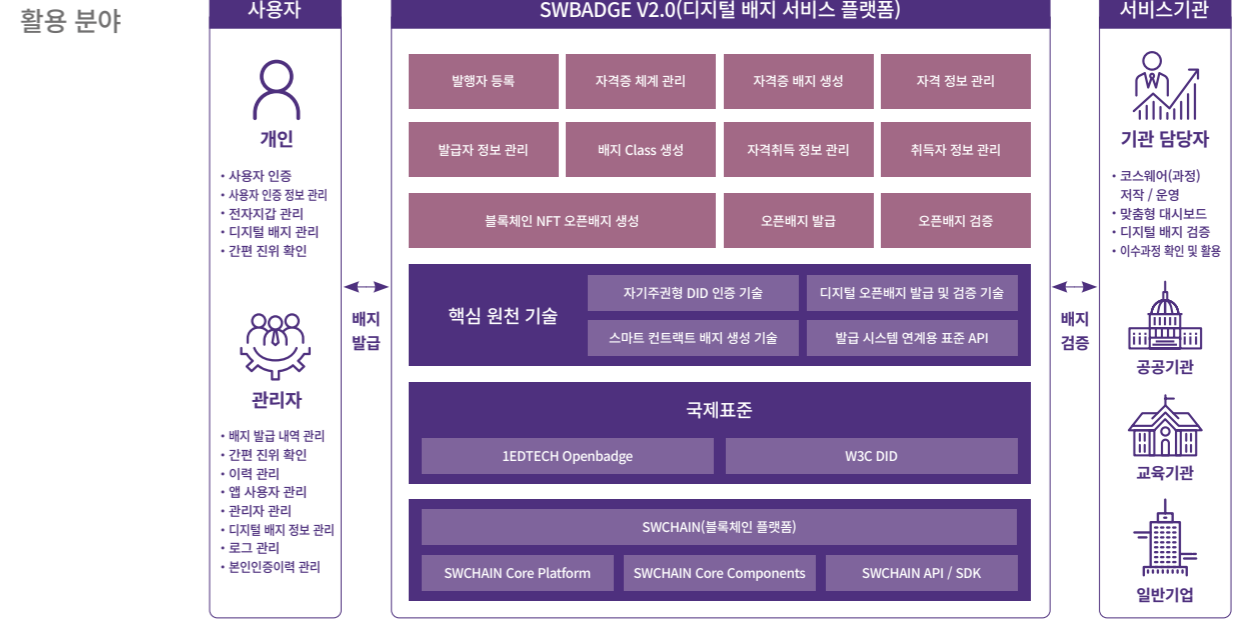 활용 분야
사용자
개인
• 사용자 인증
• 사용자 인증 정보 관리
• 전자지갑 관리
• 디지털 배지 관리
• 간편 진위 확인
관리자
• 배지 발급 내역 관리
• 간편 진위 확인
• 이력 관리
• 앱 사용자 관리
• 관리자 관리
• 디지털 배지 정보 관리
• 로그 관리
• 본인인증이력 관리
배지
발급
SWBADGE V2.0(디지털 배지 서비스 플랫폼)
발행자 등록
자격증 체계 관리
자격증 배지 생성
자격 정보 관리
발급자 정보 관리
배지 Class 생성
자격취득 정보 관리
취득자 정보 관리
블록체인 NFT 오픈배지 생성
오픈배지 발급
오픈배지 검증
핵심 원천 기술
자기주권형 DID 인증 기술
디지털 오픈배지 발급 및 검증 기술
스마트 컨트랙트 배지 생성 기술
발급 시스템 연계용 표준 API
국제표준
1EDTECH Openbadge
W3C DID
SWCHAIN(블록체인 플랫폼)
SWCHAIN Core Platform
SWCHAIN Core Components
SWCHAIN API / SDK
배지
검증
서비스기관
기관 담당자
• 코스웨어(과정)
저작 / 운영
• 맞춤형 대시보드
• 디지털 배지 검증
• 이수과정 확인 및 활용
공공기관
교육기관
일반기업